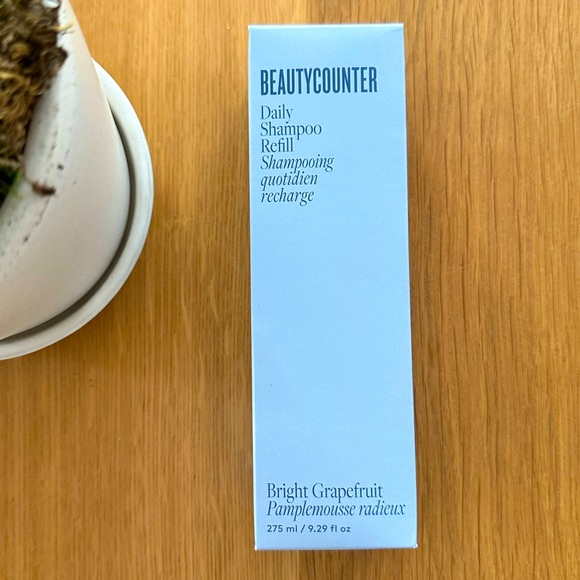 BEAUTYCOUNTER
Daily
Shampoo
Refill
Shampooing
quotidien
recharge
Bright Grapefruit
Pamplemousse radieux
275 ml / 9.29 fl oz